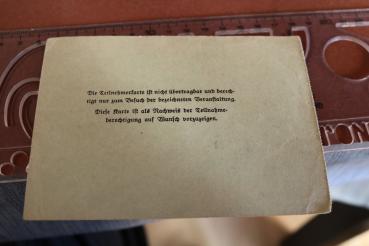 Die Teilnehmerkarte ist nicht übertragbar und berech-
tigt nur zum Besuch der bezeichneten Veranstaltung.
Diese Karte ist als Nachweis der Teilnahme-
berechtigung auf Wunsch vorzuzeigen.